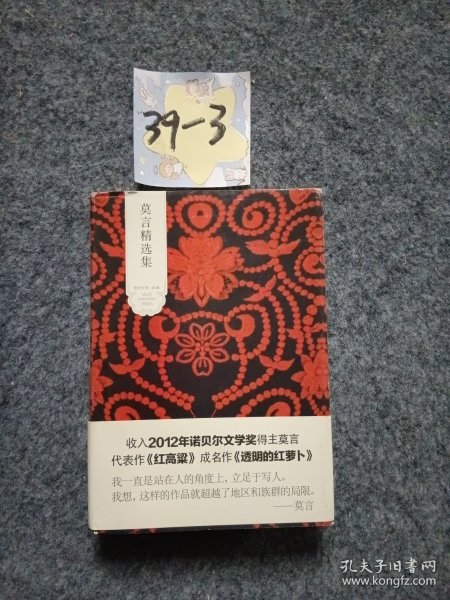 39-3
莫言精选集
收入2012年诺贝尔文学奖得主莫言
代表作《红高粱》成名作《透明的红萝卜》
我一直是站在人的角度上，立足于写人。
我想，这样的作品就超越了地区和族群的局限。
——莫言
孔夫子旧书网
www.kongfz.com